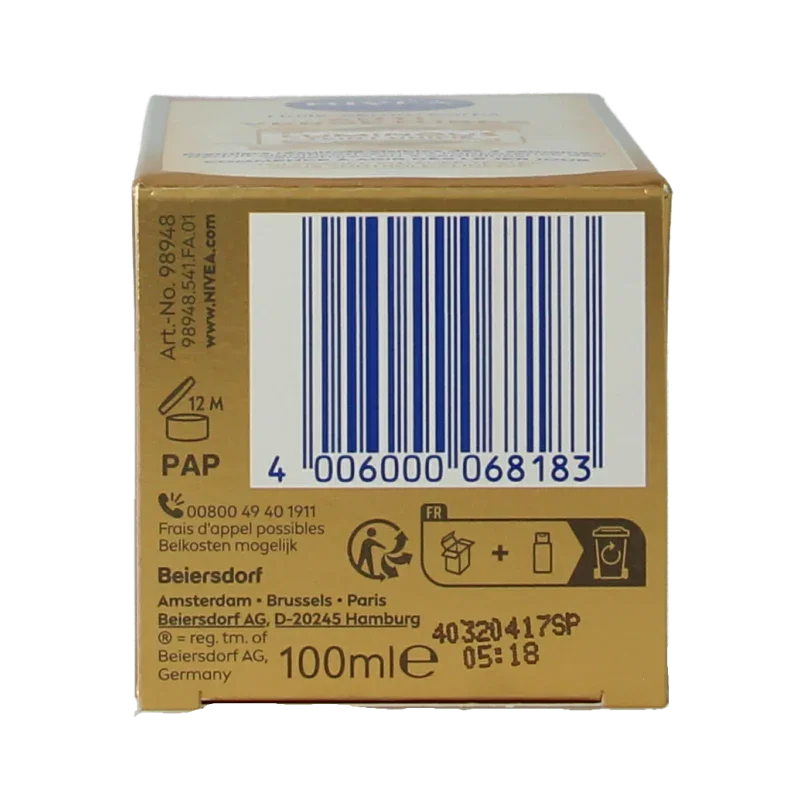 NIVEA
LUMINOUS
Art.-No. 98948
98948.541.FA.01
www.NIVEA.com
12 M
PAP
4 006000 068183
00800 49 40 1911
Frais d'appel possibles
Belkosten mogelijk
FR
+
Beiersdorf
Amsterdam • Brussels • Paris
Beiersdorf AG, D-20245 Hamburg
® = reg. tm. of
Beiersdorf AG,
Germany
100ml℮
40320417SP
05:18